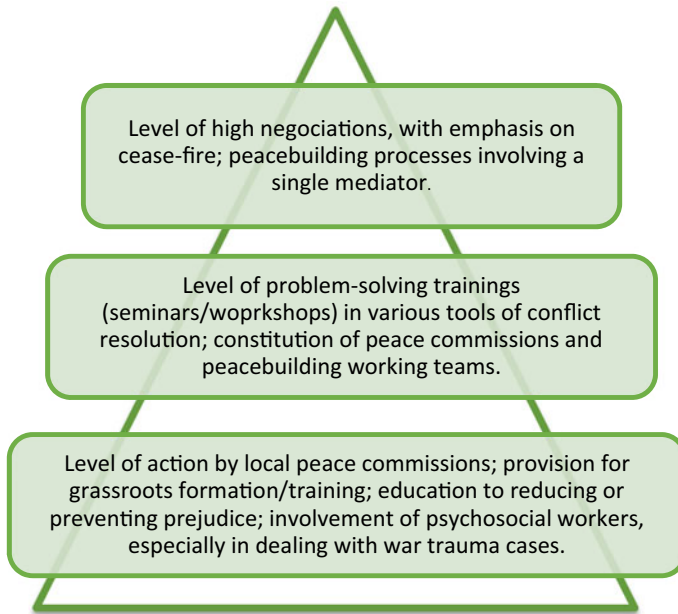 Level of high negociations, with emphasis on
cease-fire; peacebuilding processes involving a
single mediator.
Level of problem-solving trainings
(seminars/woprkshops) in various tools of conflict
resolution; constitution of peace commissions and
peacebuilding working teams.
Level of action by local peace commissions; provision for
grassroots formation/training; education to reducing or
preventing prejudice; involvement of psychosocial workers,
especially in dealing with war trauma cases.